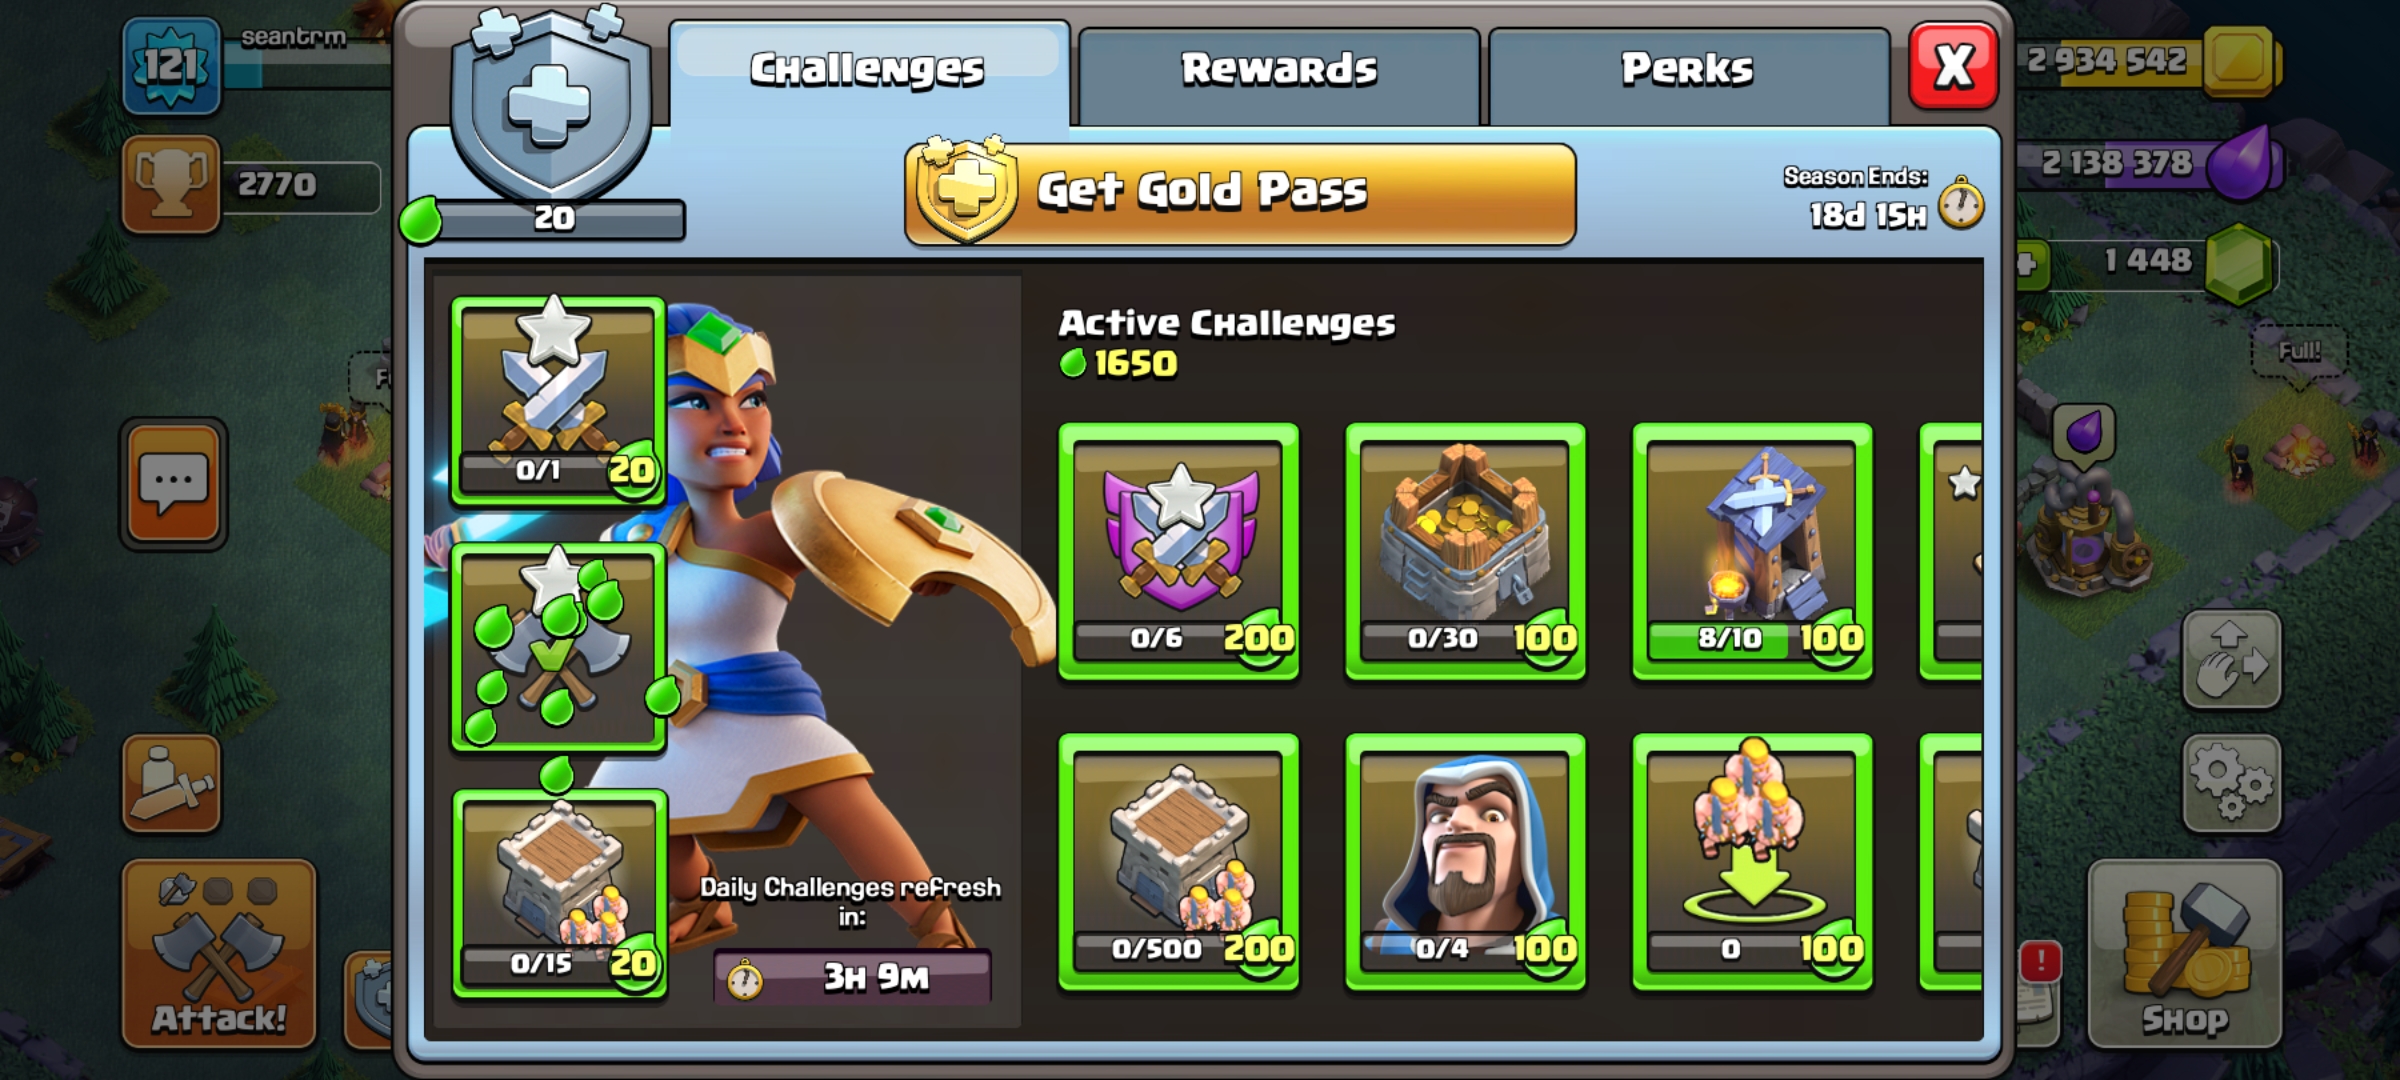 121
seantrm
2770
Challenges
Rewards
Perks
X
20
Get Gold Pass
Season Ends:
18d 15H
2 934 542
2 138 378
1 448
Full!
0/1
20
0/15
20
Daily Challenges refresh
in:
3H 9M
Active Challenges
1650
0/6
200
0/30
100
8/10
100
0/500
200
0/4
100
0
100
Attack!
!
Shop